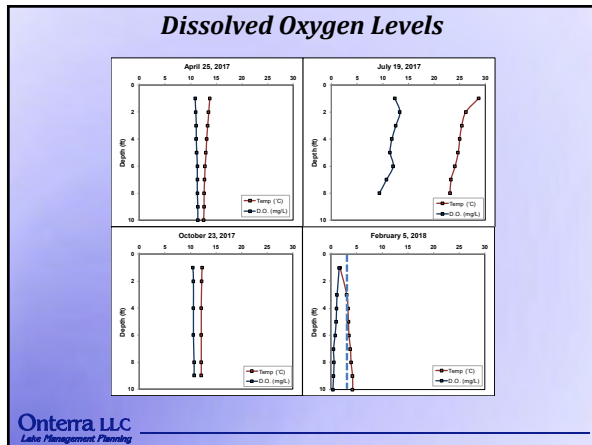 Dissolved Oxygen Levels
April 25, 2017
0 5 10 15 20 25 30
0
2
4
6
8
10
Depth (ft)
Temp (˚C)
D.O. (mg/L)
July 19, 2017
0 5 10 15 20 25 30
0
2
4
6
8
10
Depth (ft)
Temp (˚C)
D.O. (mg/L)
October 23, 2017
0 5 10 15 20 25 30
0
2
4
6
8
10
Depth (ft)
Temp (˚C)
D.O. (mg/L)
February 5, 2018
0 5 10 15 20 25 30
0
2
4
6
8
10
Depth (ft)
Temp (˚C)
D.O. (mg/L)
Onterra LLC
Lake Management Planning